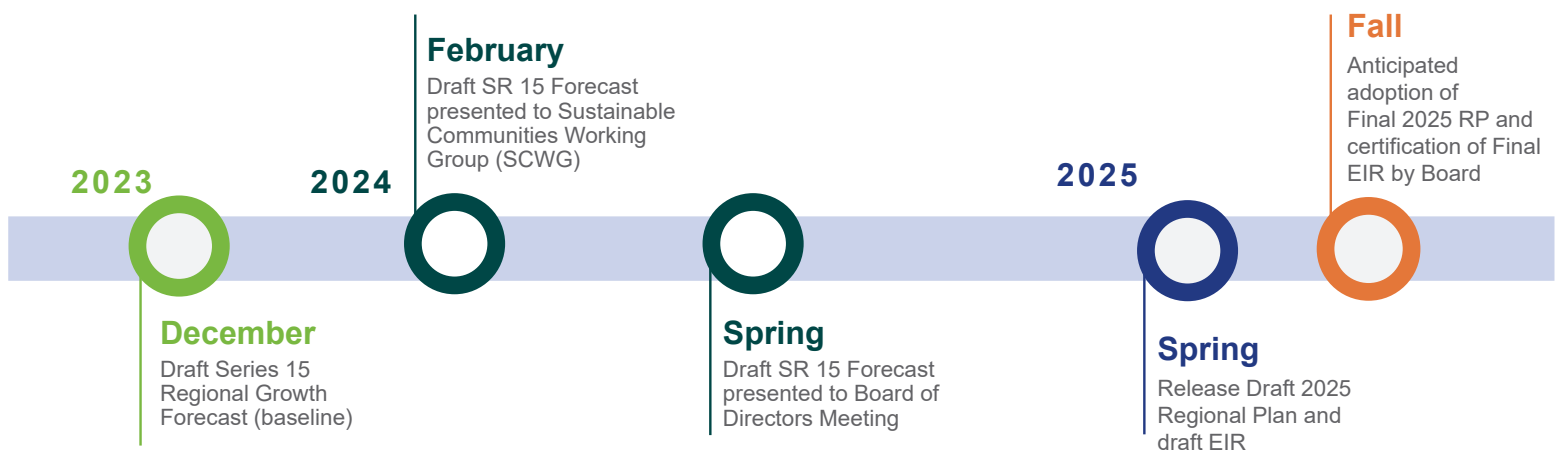 2023
December
Draft Series 15
Regional Growth
Forecast (baseline)
2024
February
Draft SR 15 Forecast
presented to Sustainable
Communities Working
Group (SCWG)
Spring
Draft SR 15 Forecast
presented to Board of
Directors Meeting
2025
Spring
Release Draft 2025
Regional Plan and
draft EIR
Fall
Anticipated
adoption of
Final 2025 RP and
certification of Final
EIR by Board